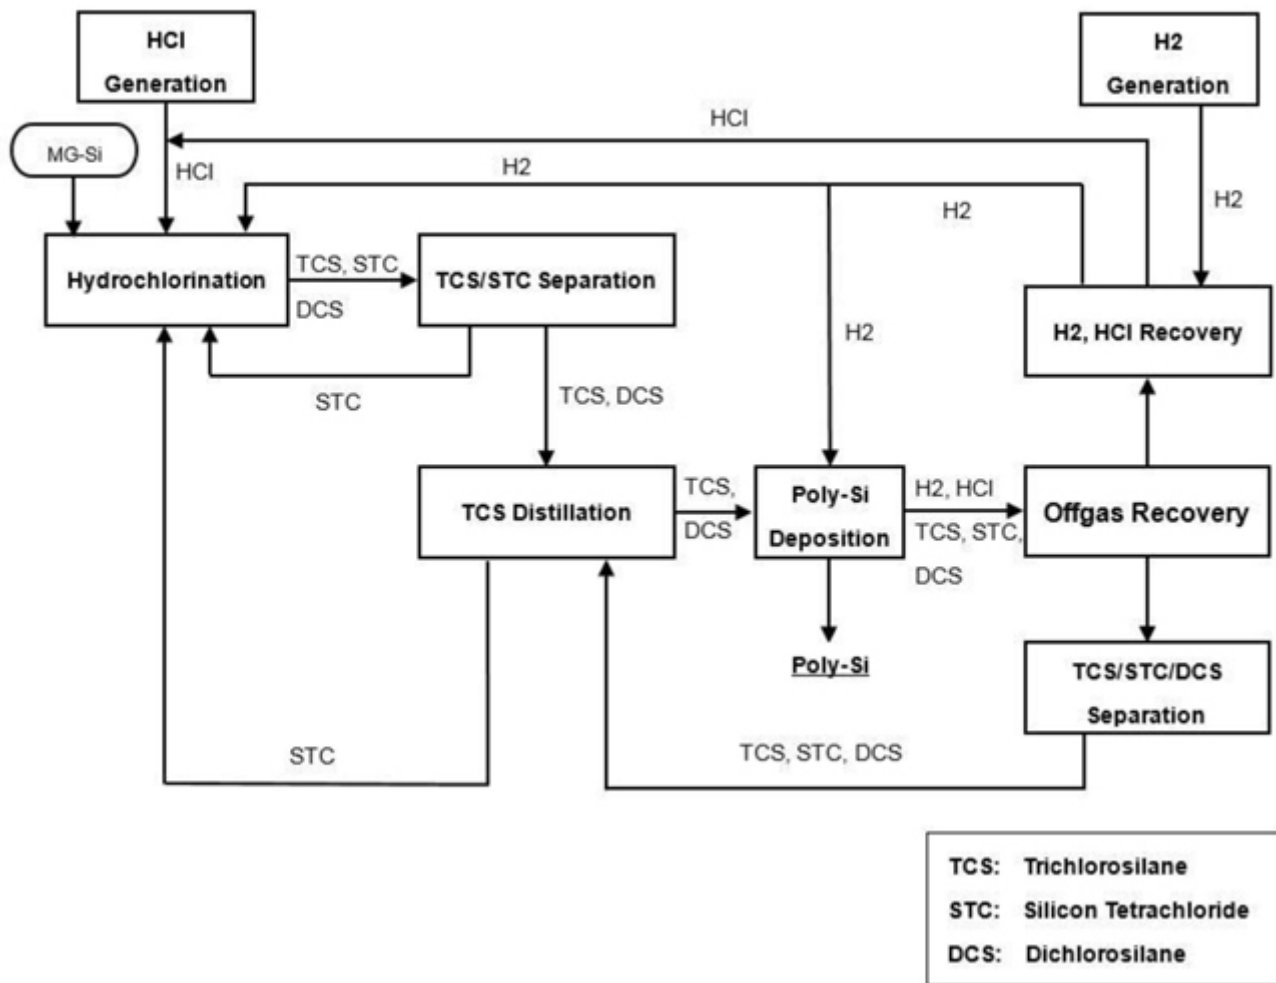 HCl
Generation
H2
Generation
HCl
MG-Si
HCl
H2
H2
H2
Hydrochlorination
TCS, STC
DCS
TCS/STC Separation
H2, HCl Recovery
H2
STC
TCS, DCS
TCS Distillation
TCS,
DCS
Poly-Si
Deposition
H2, HCl
TCS, STC,
DCS
Offgas Recovery
Poly-Si
TCS/STC/DCS
Separation
STC
TCS, STC, DCS
TCS: Trichlorosilane
STC: Silicon Tetrachloride
DCS: Dichlorosilane